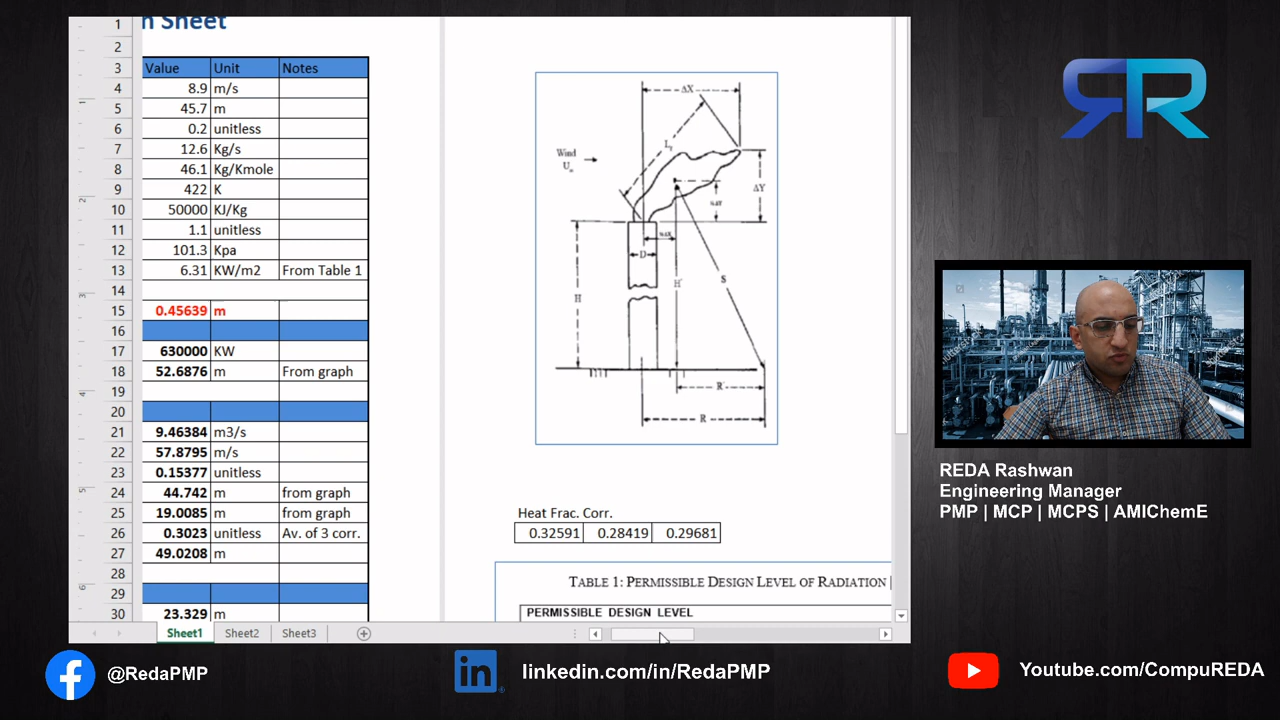 n Sheet
1
2
3 Value Unit Notes
4 8.9 m/s
5 45.7 m
6 0.2 unitless
7 12.6 Kg/s
8 46.1 Kg/Kmole
9 422 K
10 50000 KJ/Kg
11 1.1 unitless
12 101.3 Kpa
13 6.31 KW/m2 From Table 1
14
15 0.45639 m
16
17 630000 KW
18 52.6876 m From graph
19
20
21 9.46384 m3/s
22 57.8795 m/s
23 0.15377 unitless
24 44.742 m from graph
25 19.0085 m from graph
26 0.3023 unitless Av. of 3 corr.
27 49.0208 m
28
29
30 23.329 m
Sheet1 Sheet2 Sheet3
ΔX
Wind
ΔY
D
S
H
H'
R'
R
Heat Frac. Corr.
0.32591 0.28419 0.29681
TABLE 1: PERMISSIBLE DESIGN LEVEL OF RADIATION
PERMISSIBLE DESIGN LEVEL
RR
REDA Rashwan
Engineering Manager
PMP | MCP | MCPS | AMIChemE
@RedaPMP
in
linkedin.com/in/RedaPMP
Youtube.com/CompuREDA